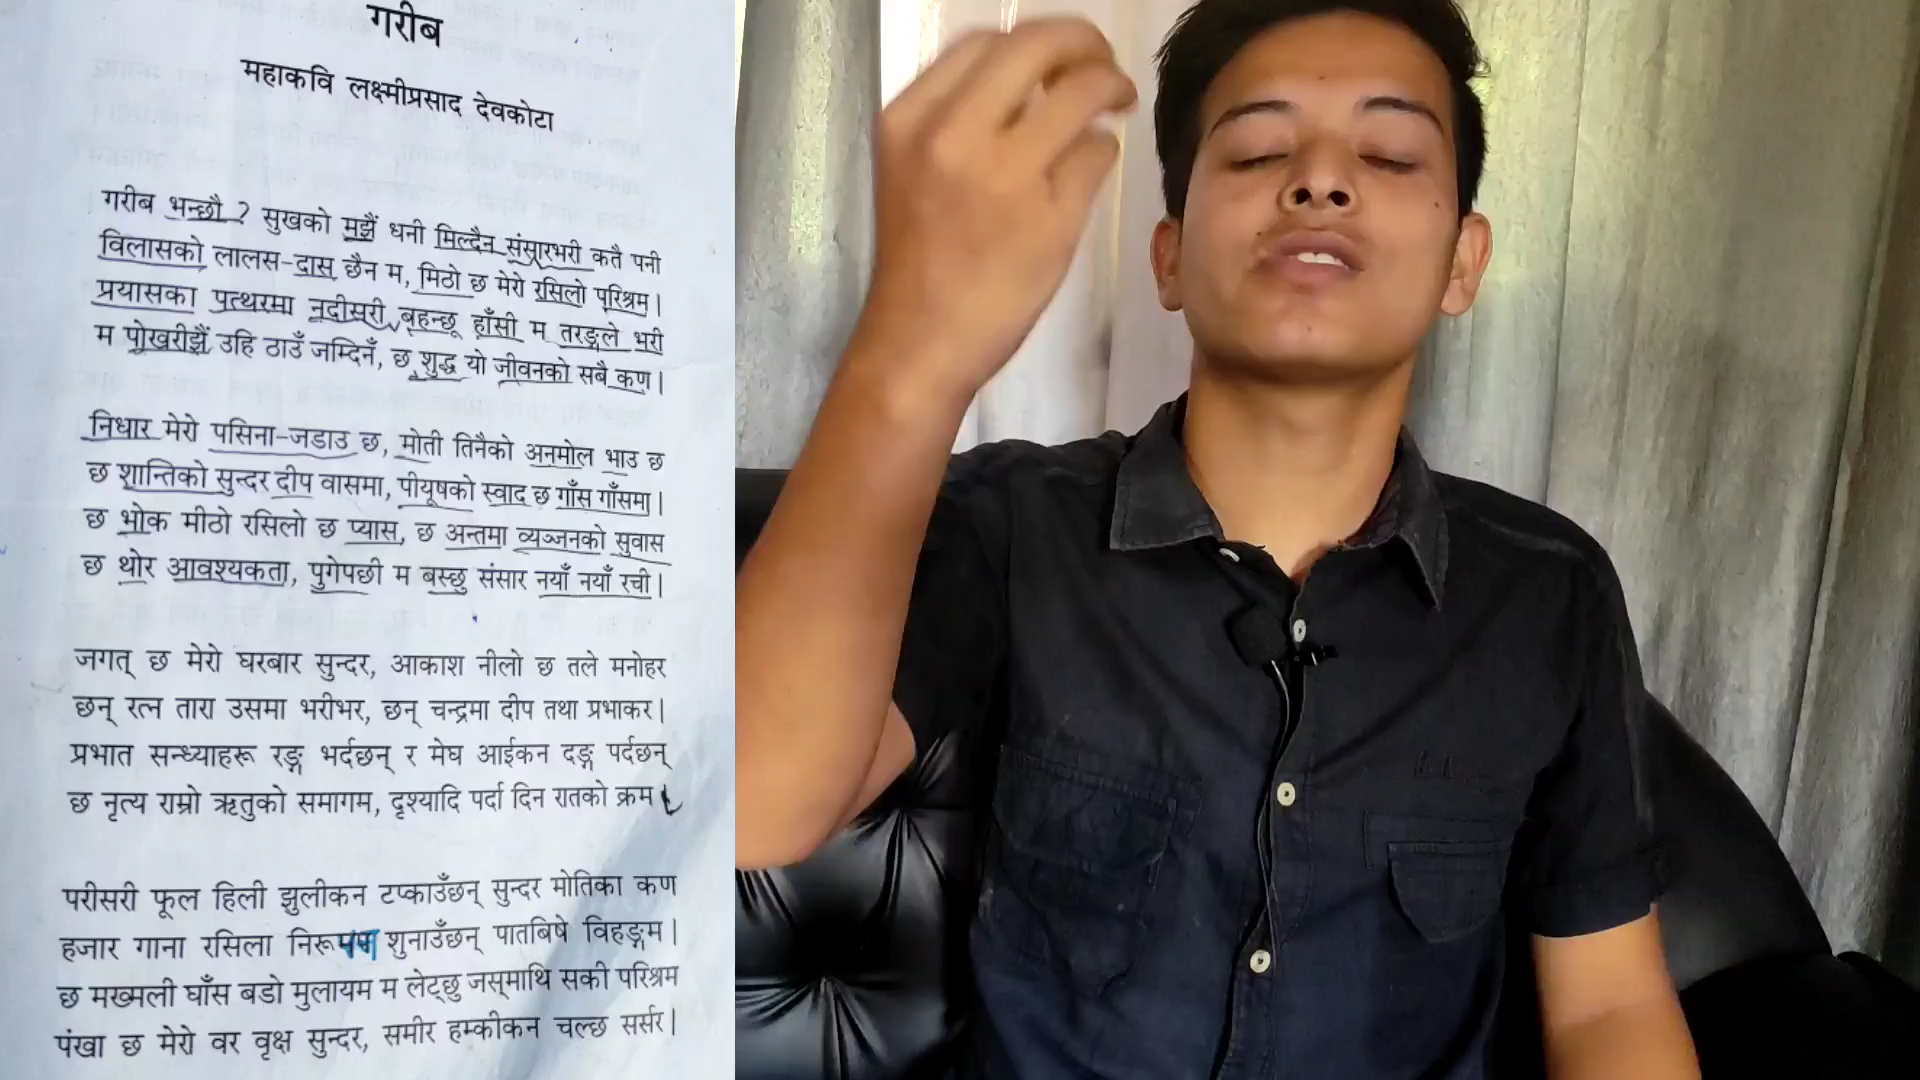 गरीब
महाकवि लक्ष्मीप्रसाद देवकोटा
गरीब भन्छौ ? सुखको मझैं धनी मिल्दैन संसारभरी कतै पनी
विलासको लालस-दास छैन म, मिठो छ मेरो रसिलो परिश्रम।
प्रयासका पत्थरमा नदीसरी बहन्छू हाँसी म तरङ्गले भरी
म पोखरीझैं उहि ठाउँ जम्दिनँ, छ शुद्ध यो जीवनको सबै कण।
निधार मेरो पसिना-जडाउ छ, मोती तिनैको अनमोल भाउ छ
छ शान्तिको सुन्दर दीप वासमा, पीयूषको स्वाद छ गाँस गाँसमा।
छ भोक मीठो रसिलो छ प्यास, छ अन्तमा व्यञ्जनको सुवास
छ थोर आवश्यकता, पुगेपछी म बस्छु संसार नयाँ नयाँ रची।
जगत् छ मेरो घरबार सुन्दर, आकाश नीलो छ तले मनोहर
छन् रत्न तारा उसमा भरीभर, छन् चन्द्रमा दीप तथा प्रभाकर।
प्रभात सन्ध्याहरू रङ्ग भर्दछन् र मेघ आईकन दङ्ग पर्दछन्
छ नृत्य राम्रो ऋतुको समागम, दृश्यादि पर्दा दिन रातको क्रम।
परीसरी फूल हिली झुलीकन टप्काउँछन् सुन्दर मोतिका कण
हजार गाना रसिला निरूपम शुनाउँछन् पातबिषे विहङ्गम।
छ मख्मली घाँस बडो मुलायम म लेट्छु जस्माथि सकी परिश्रम
पंखा छ मेरो वर वृक्ष सुन्दर, समीर हम्कीकन चल्छ सर्सर।